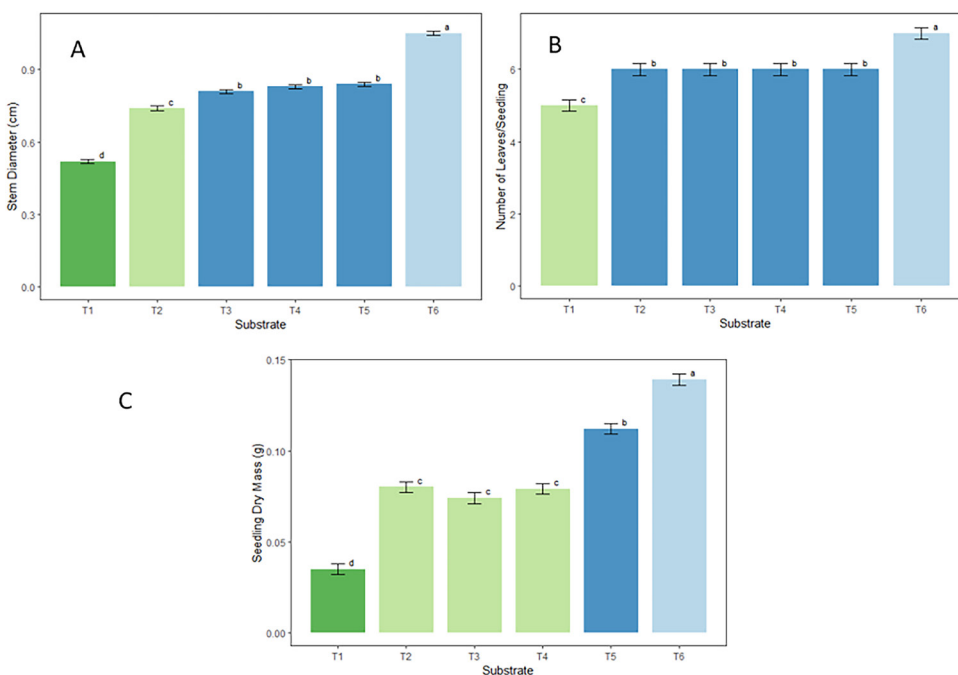 A
Stem Diameter (cm)
0.9
0.6
0.3
0.0
d
c
b
b
b
a
T1 T2 T3 T4 T5 T6
Substrate
B
Number of Leaves/Seedling
6
4
2
0
c
b
b
b
b
a
T1 T2 T3 T4 T5 T6
Substrate
C
Seedling Dry Mass (g)
0.15
0.10
0.05
0.00
d
c
c
c
b
a
T1 T2 T3 T4 T5 T6
Substrate